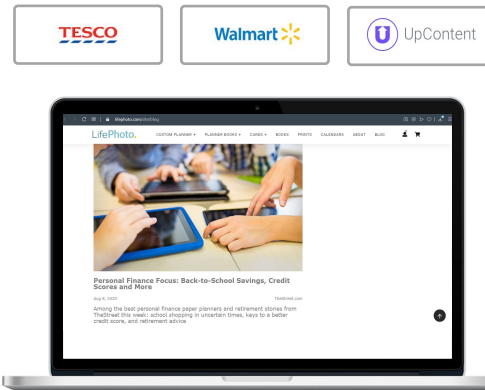 TESCO
Walmart
UpContent
lifephoto.com/site/blog
LifePhoto.
CUSTOM PLANNER PLANNER BOOKS CARDS BOOKS PRINTS CALENDARS ABOUT BLOG
Personal Finance Focus: Back-to-School Savings, Credit
Scores and More
Aug 8, 2020 TheStreet.com
Among the best personal finance paper planners and retirement stories from
TheStreet this week: school shopping in uncertain times, keys to a better
credit score, and retirement advice